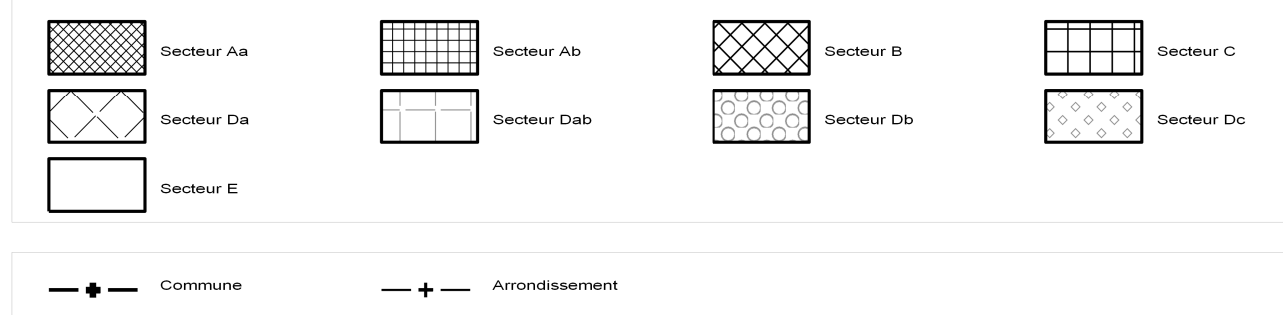 Secteur Aa
Secteur Ab
Secteur B
Secteur C
Secteur Da
Secteur Dab
Secteur Db
Secteur Dc
Secteur E
Commune
Arrondissement